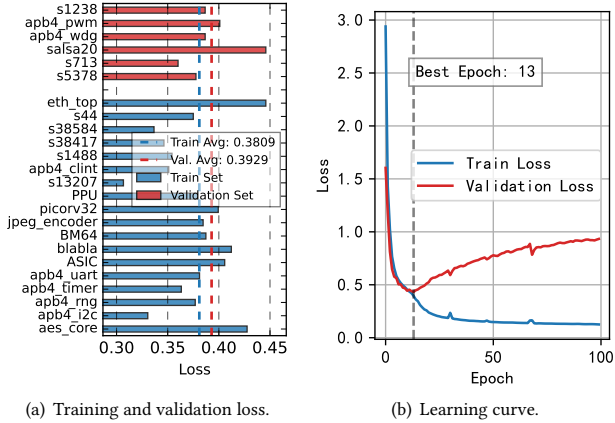 s1238
apb4_pwm
apb4_wdg
salsa20
s713
s5378
eth_top
s44
s38584
s38417
s1488
apb4_clint
s13207
PPU
picorv32
jpeg_encoder
BM64
blabla
ASIC
apb4_uart
apb4_timer
apb4_rng
apb4_i2c
aes_core
Train Avg: 0.3809
Val. Avg: 0.3929
Train Set
Validation Set
0.30 0.35 0.40 0.45
Loss
(a) Training and validation loss.
3.0
2.5
2.0
1.5
1.0
0.5
0.0
Loss
Best Epoch: 13
Train Loss
Validation Loss
0 50 100
Epoch
(b) Learning curve.